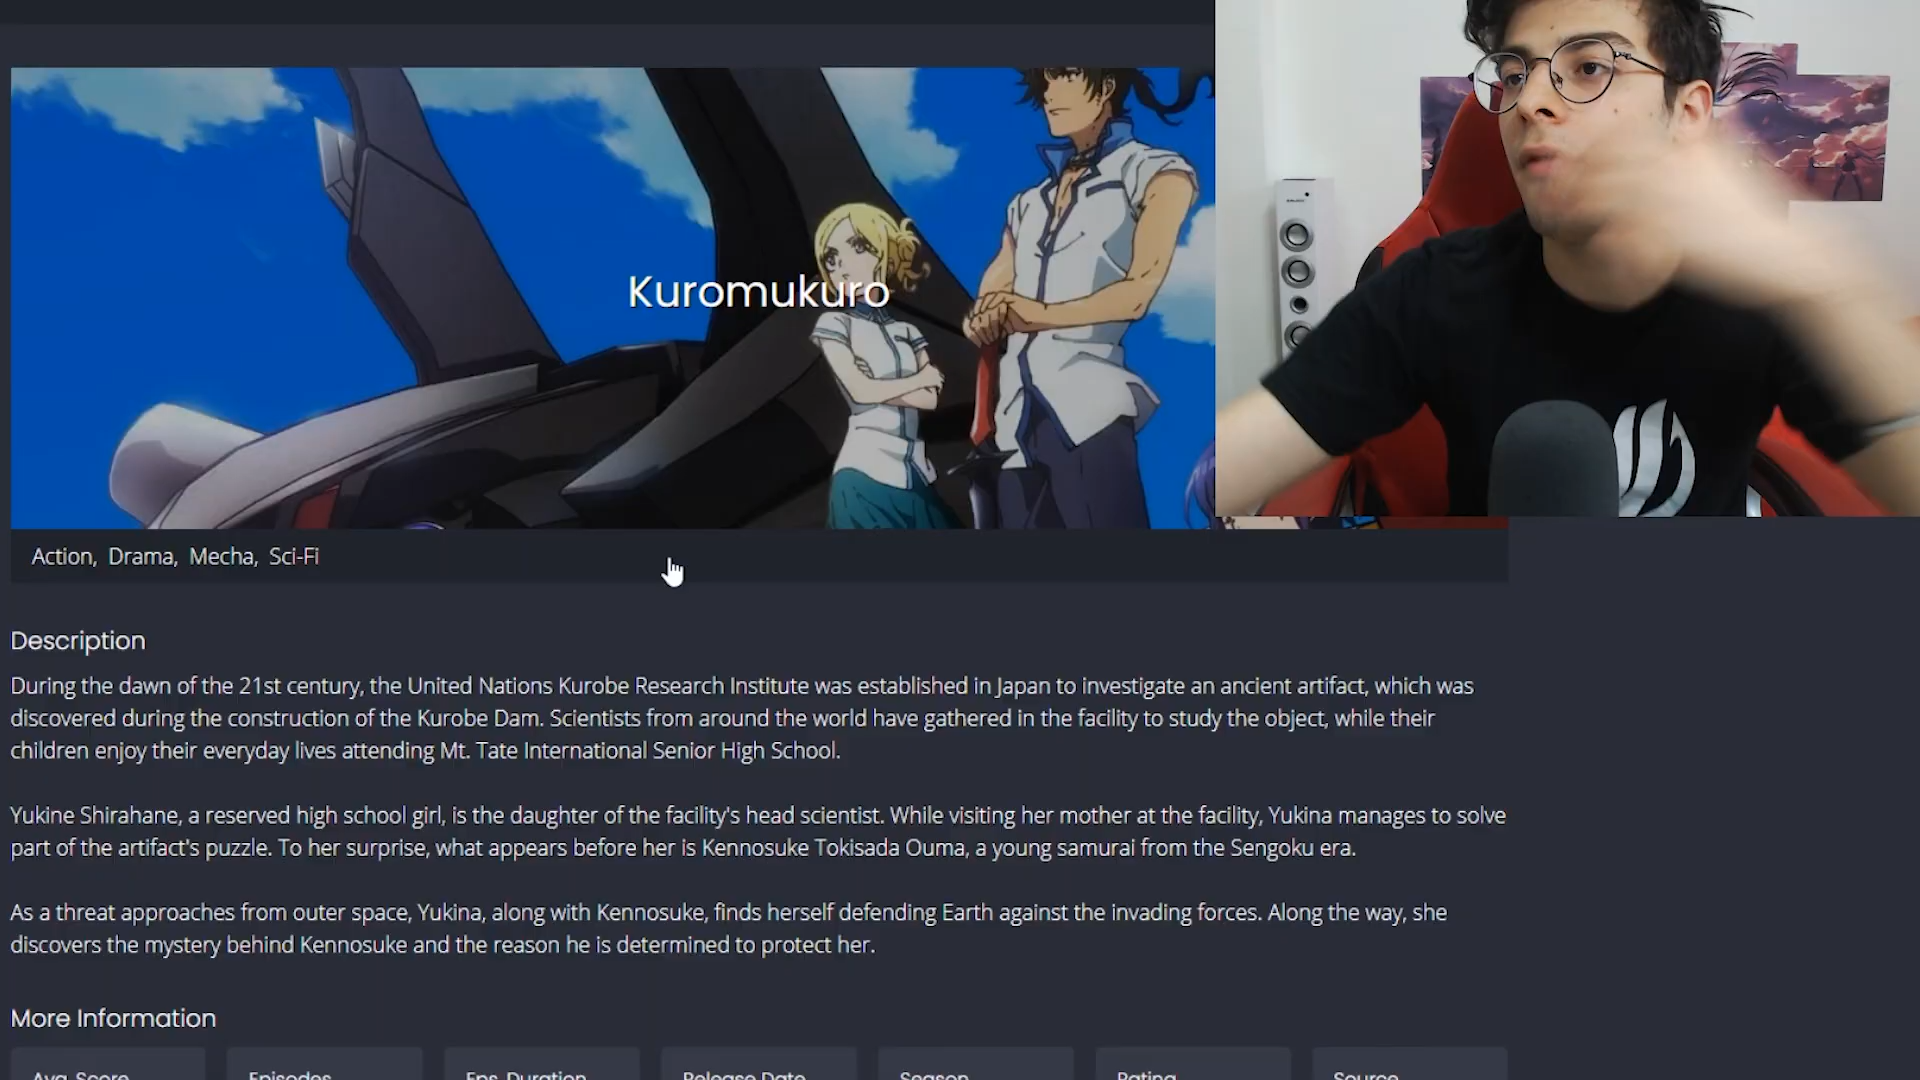 Kuromukuro
Action, Drama, Mecha, Sci-Fi
Description
During the dawn of the 21st century, the United Nations Kurobe Research Institute was established in Japan to investigate an ancient artifact, which was
discovered during the construction of the Kurobe Dam. Scientists from around the world have gathered in the facility to study the object, while their
children enjoy their everyday lives attending Mt. Tate International Senior High School.
Yukine Shirahane, a reserved high school girl, is the daughter of the facility's head scientist. While visiting her mother at the facility, Yukina manages to solve
part of the artifact's puzzle. To her surprise, what appears before her is Kennosuke Tokisada Ouma, a young samurai from the Sengoku era.
As a threat approaches from outer space, Yukina, along with Kennosuke, finds herself defending Earth against the invading forces. Along the way, she
discovers the mystery behind Kennosuke and the reason he is determined to protect her.
More Information
Avg. Score Episodes Eps. Duration Release Date Season Rating Source